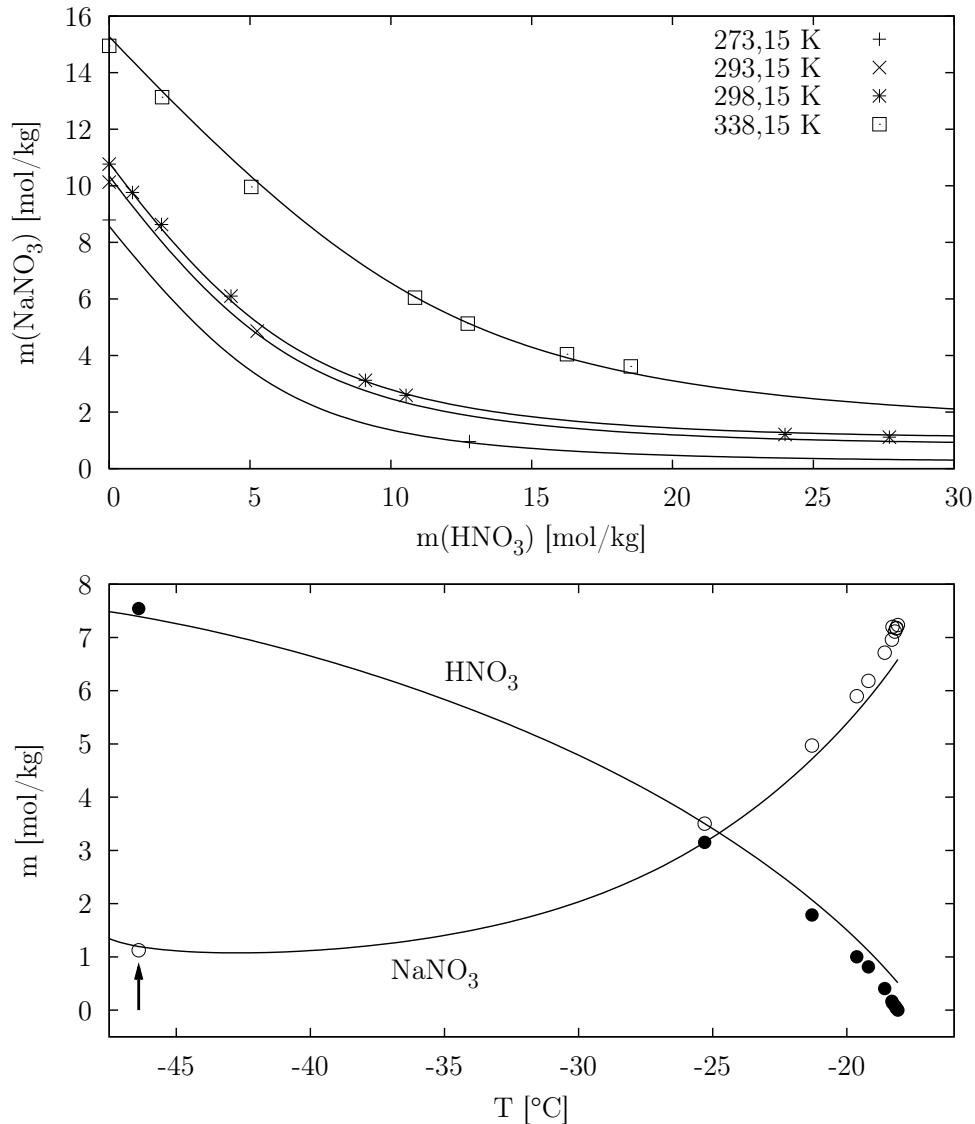 16
14
12
10
8
6
4
2
0
m(NaNO3) [mol/kg]
273,15 K
293,15 K
298,15 K
338,15 K
0 5 10 15 20 25 30
m(HNO3) [mol/kg]
8
7
6
5
4
3
2
1
0
m [mol/kg]
HNO3
NaNO3
-45 -40 -35 -30 -25 -20
T [°C]